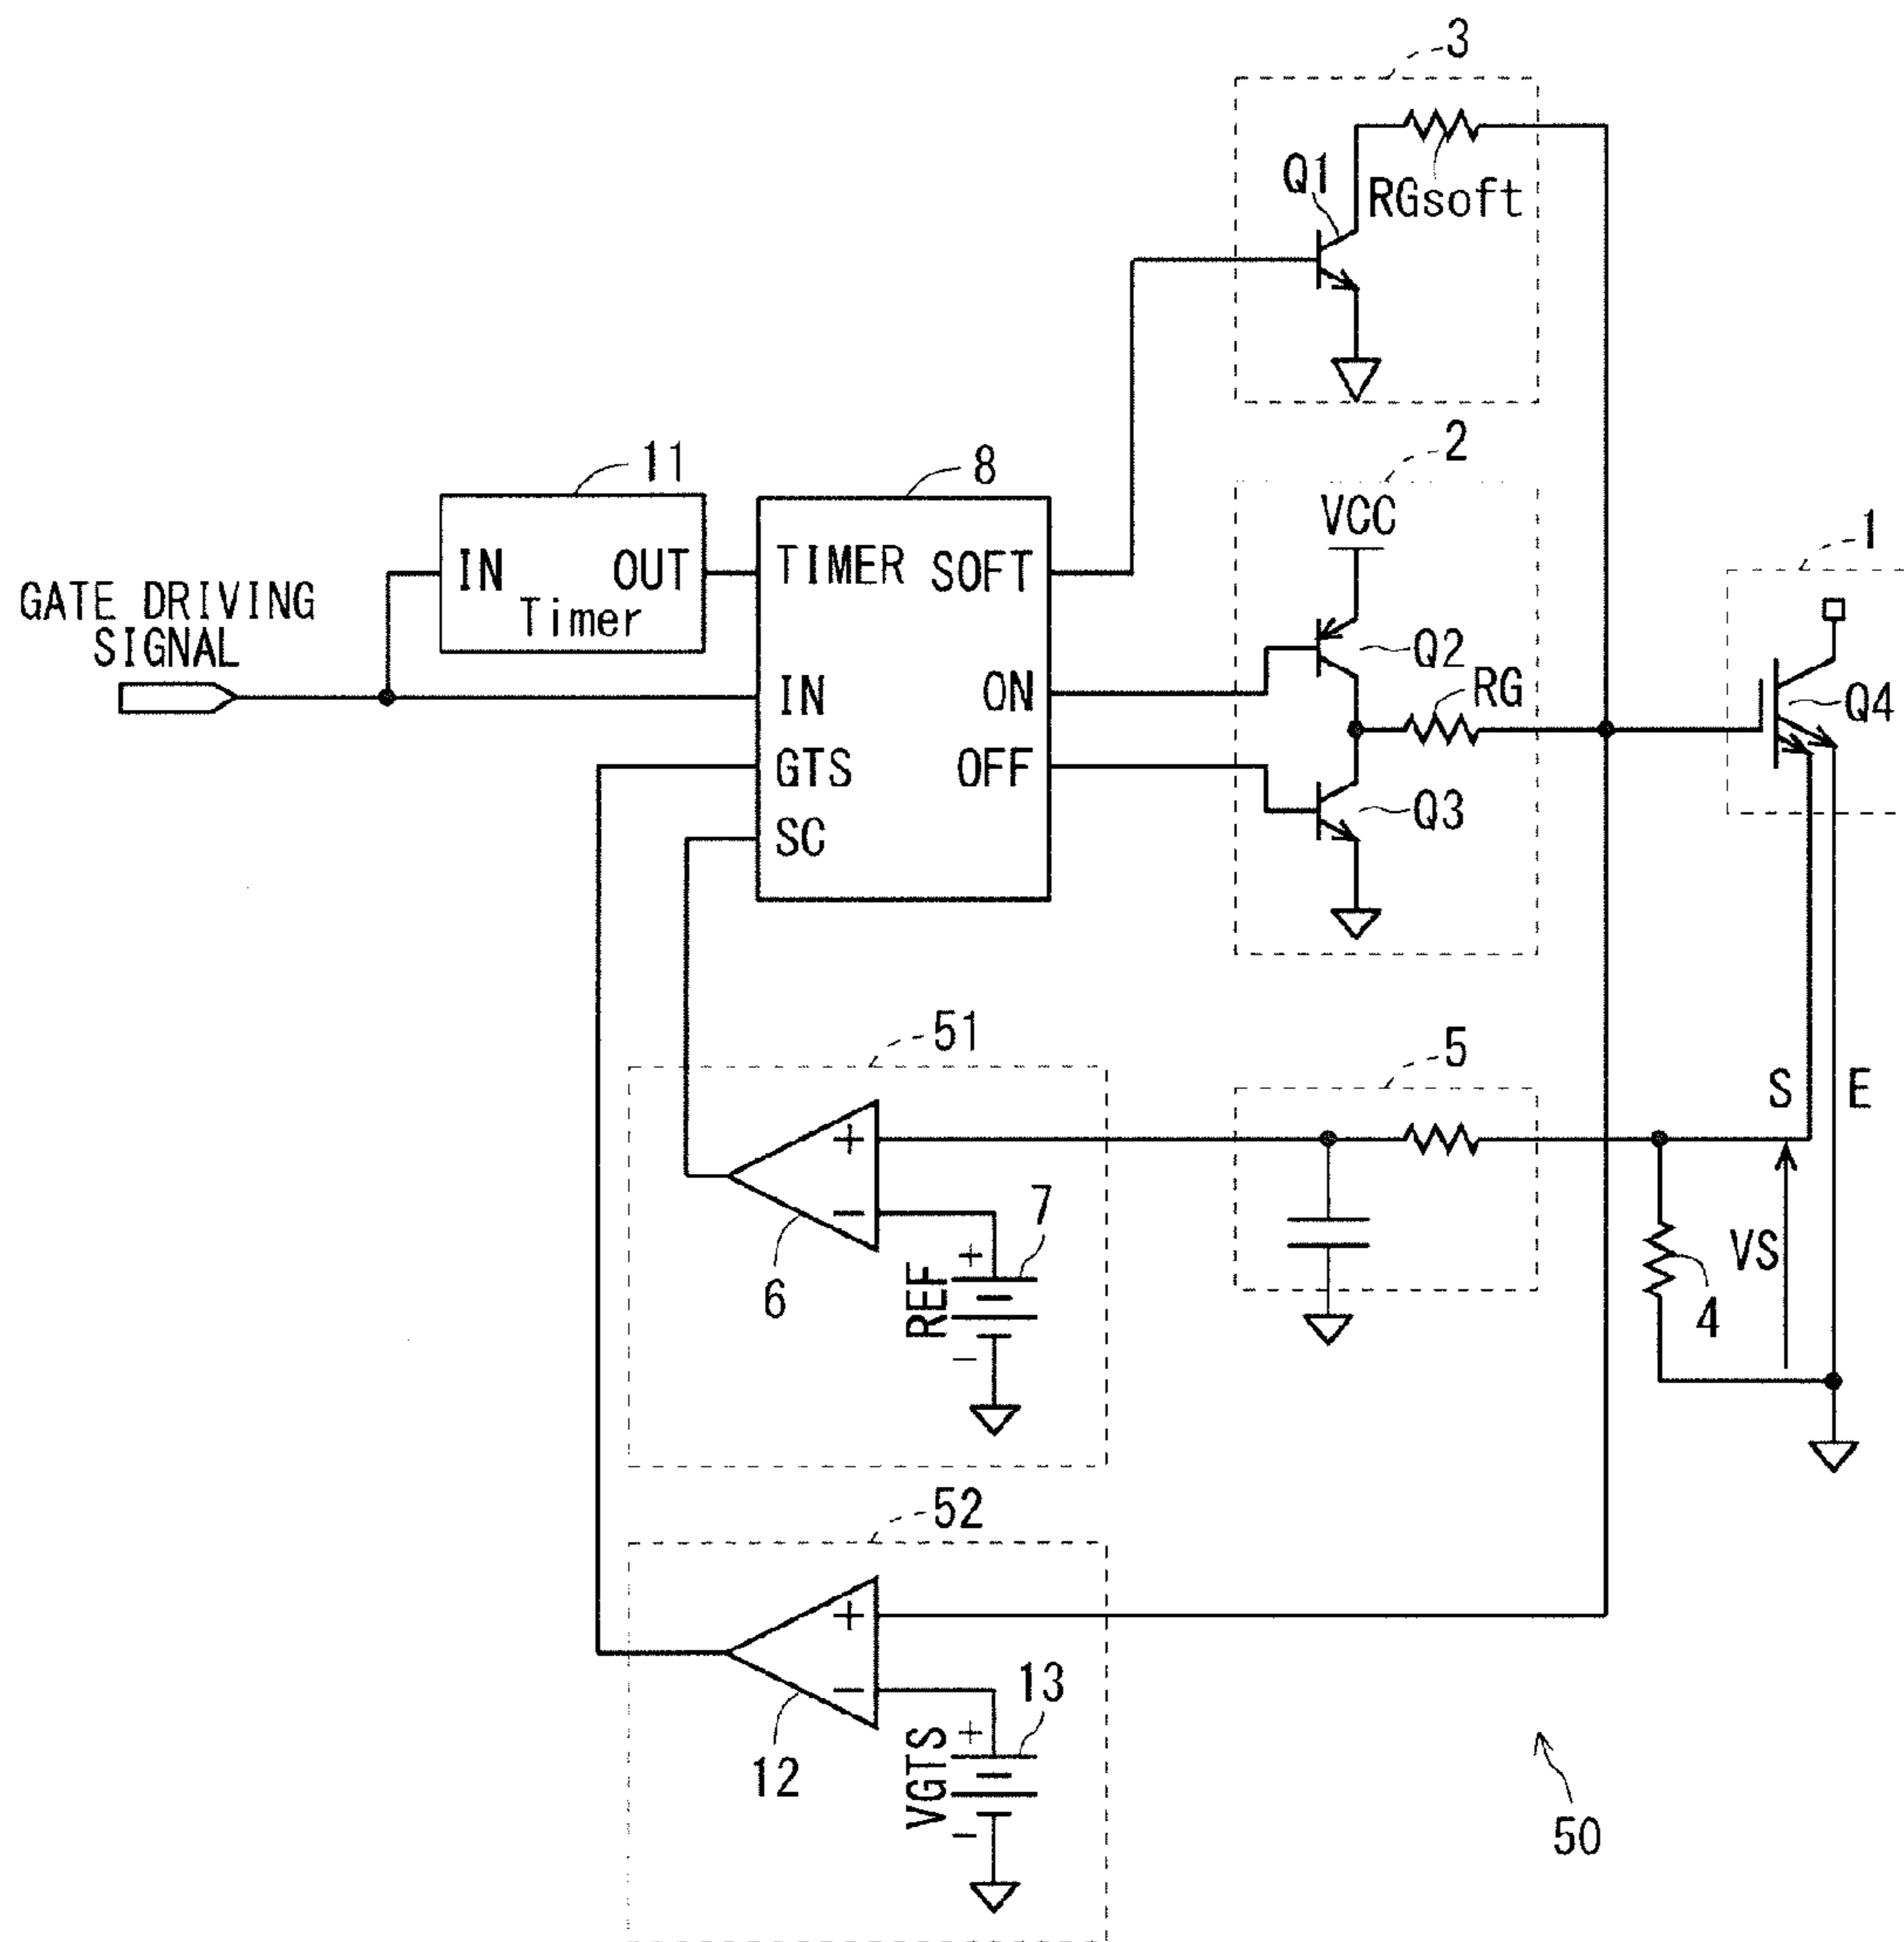 3
Q1
RGsoft
11
8
2
VCC
1
IN OUT
Timer
TIMER SOFT
GATE DRIVING
SIGNAL
Q2
RG
IN ON
Q4
GTS OFF
Q3
SC
51
5
S E
+
−
7
+
REF
6
−
VS
4
52
+
−
13
+
VGTS
12
−
50